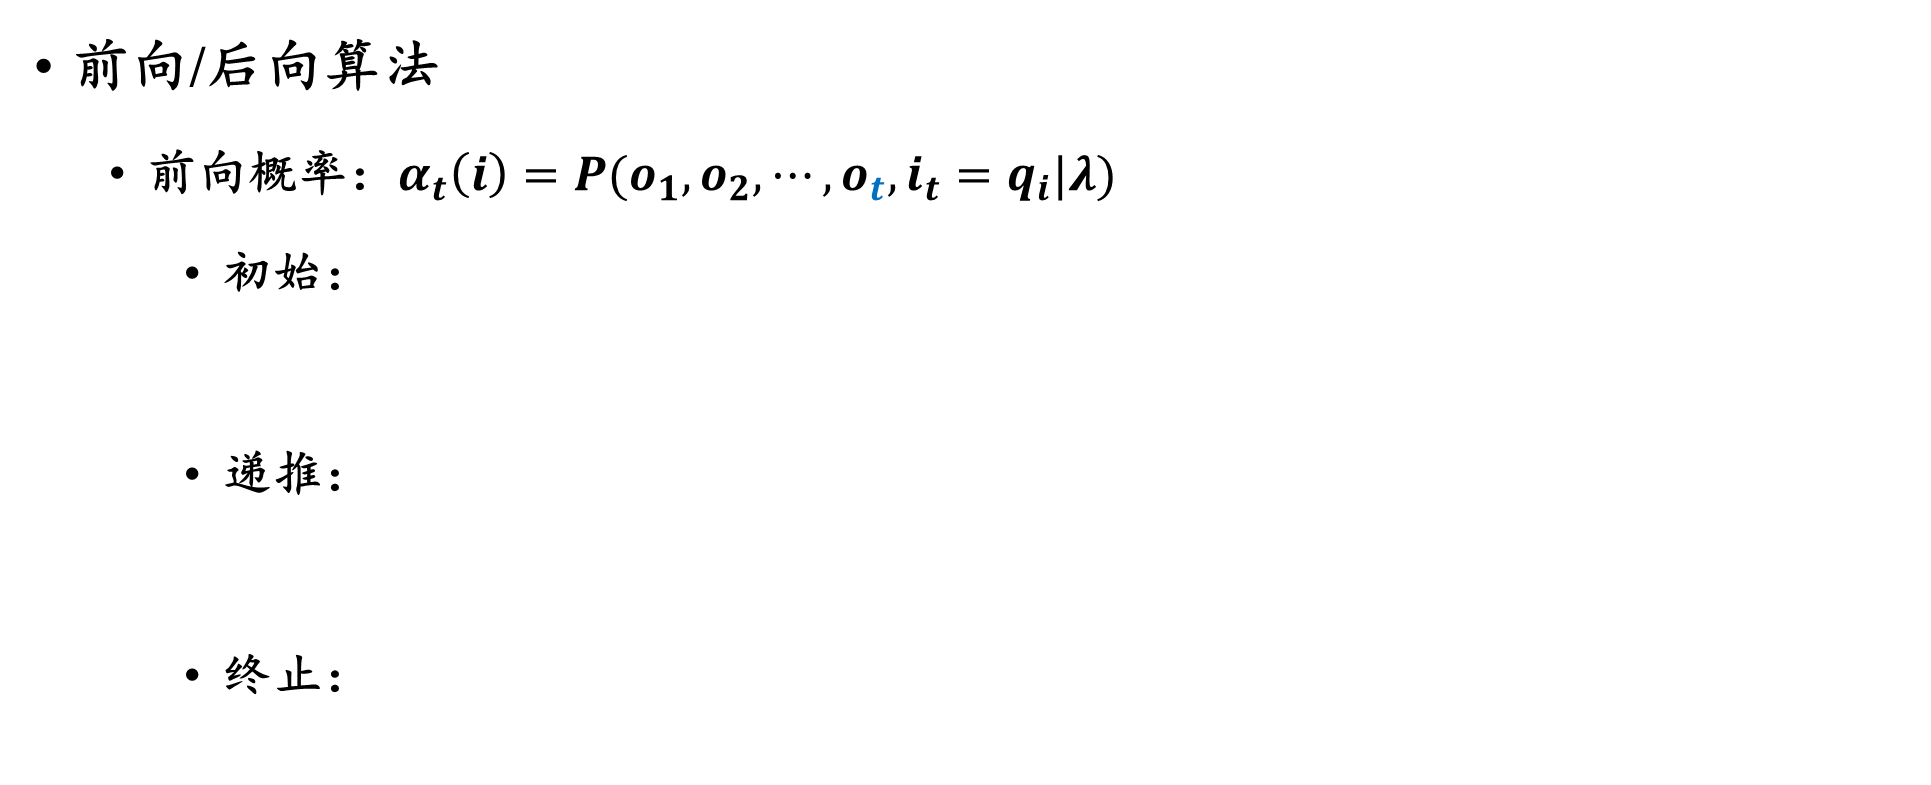 • 前向/后向算法
• 前向概率：αₜ(i) = P(o₁, o₂, ⋯, oₜ, iₜ = qᵢ|λ)
• 初始：
• 递推：
• 终止：